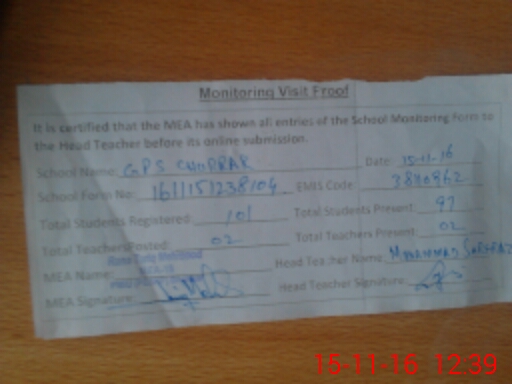 Monitoring Visit Proof
It is certified that the MEA has shown all entries of the School Monitoring Form to
the Head Teacher before its online submission.
School Name: GPS Date: 15-11-16
School Form No: EMIS Code:
Total Students Registered: 101 Total Students Present: 97
Total Teachers Posted: 02 Total Teachers Present: 02
MEA Name: Head Teacher Name: Muhammad Sarfraz
MEA Signature: Head Teacher Signature:
15-11-16 12:39